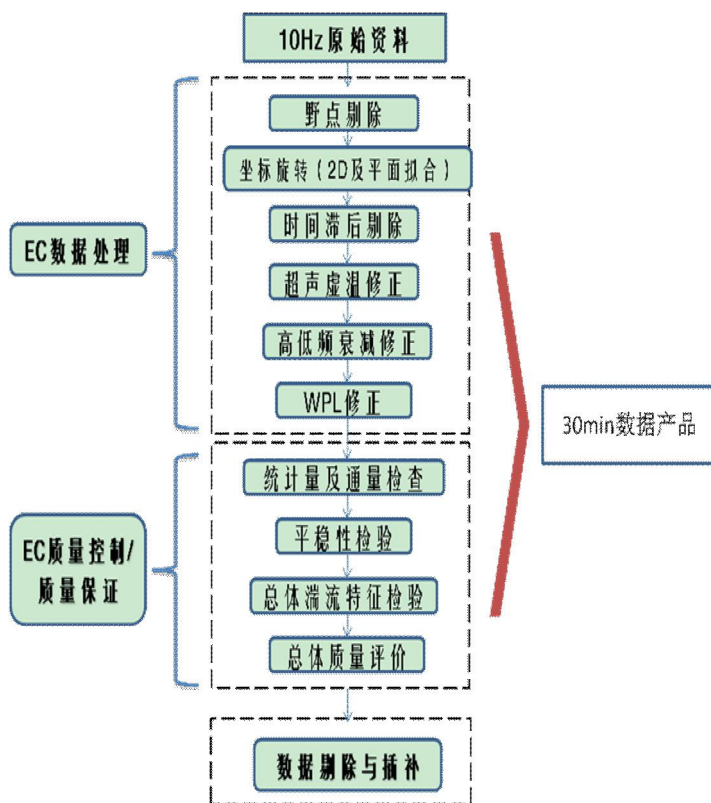 10Hz原始资料
野点剔除
坐标旋转（2D及平面拟合）
时间滞后剔除
EC数据处理
超声虚温修正
高低频衰减修正
WPL修正
30min数据产品
统计量及通量检查
平稳性检验
EC质量控制/
质量保证
总体湍流特征检验
总体质量评价
数据剔除与插补